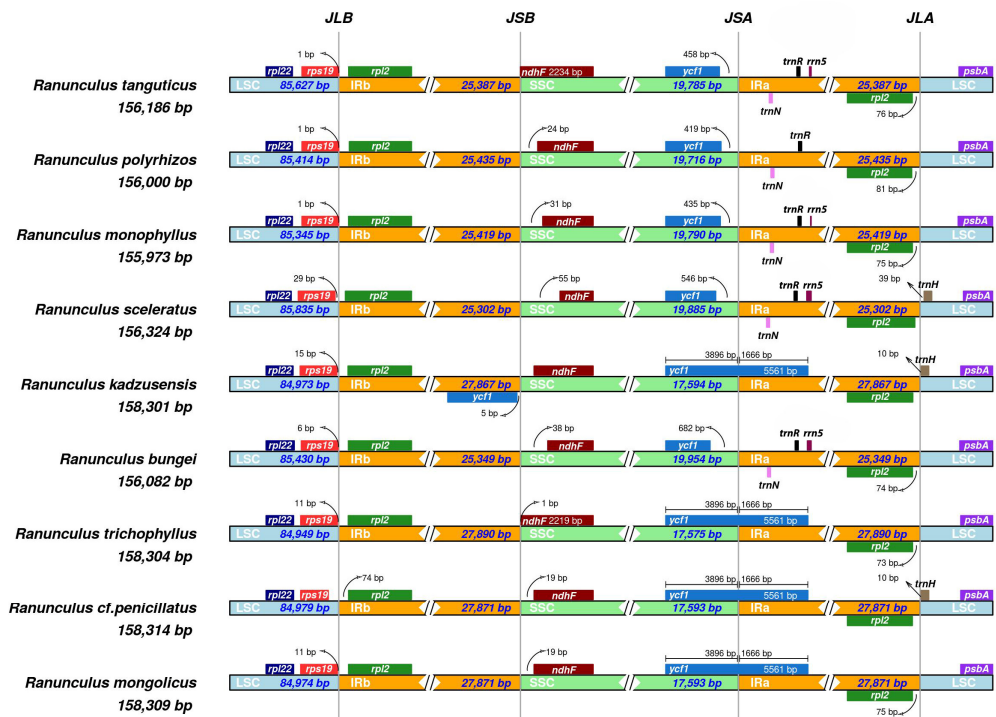 JLB JSB JSA JLA
1 bp 458 bp trnR rrn5
rpl22 rps19 rpl2 ndhF 2234 bp ycf1 psbA
Ranunculus tanguticus LSC 85,627 bp IRb 25,387 bp SSC 19,785 bp IRa 25,387 bp LSC
156,186 bp trnN rpl2 76 bp
1 bp 24 bp 419 bp trnR
rpl22 rps19 rpl2 ndhF ycf1 psbA
Ranunculus polyrhizos LSC 85,414 bp IRb 25,435 bp SSC 19,716 bp IRa 25,435 bp LSC
156,000 bp trnN rpl2 81 bp
1 bp 31 bp 435 bp trnR rrn5
rpl22 rps19 rpl2 ndhF ycf1 psbA
Ranunculus monophyllus LSC 85,345 bp IRb 25,419 bp SSC 19,790 bp IRa 25,419 bp LSC
155,973 bp trnN rpl2 75 bp
29 bp 55 bp 546 bp trnR rrn5 39 bp trnH
rpl22 rps19 rpl2 ndhF ycf1 psbA
Ranunculus sceleratus LSC 85,835 bp IRb 25,302 bp SSC 19,885 bp IRa 25,302 bp LSC
156,324 bp trnN rpl2
15 bp 3896 bp 1666 bp 10 bp trnH
rpl22 rps19 rpl2 ndhF ycf1 5561 bp psbA
Ranunculus kadzusensis LSC 84,973 bp IRb 27,867 bp SSC 17,594 bp IRa 27,867 bp LSC
158,301 bp ycf1 5 bp rpl2
6 bp 38 bp 682 bp trnR rrn5
rpl22 rps19 rpl2 ndhF ycf1 psbA
Ranunculus bungei LSC 85,430 bp IRb 25,349 bp SSC 19,954 bp IRa 25,349 bp LSC
156,082 bp trnN rpl2 74 bp
11 bp 1 bp 3896 bp 1666 bp
rpl22 rps19 rpl2 ndhF 2219 bp ycf1 5561 bp psbA
Ranunculus trichophyllus LSC 84,949 bp IRb 27,890 bp SSC 17,575 bp IRa 27,890 bp LSC
158,304 bp rpl2 73 bp
74 bp 19 bp 3896 bp 1666 bp 10 bp trnH
rpl22 rps19 rpl2 ndhF ycf1 5561 bp psbA
Ranunculus cf.penicillatus LSC 84,979 bp IRb 27,871 bp SSC 17,593 bp IRa 27,871 bp LSC
158,314 bp rpl2
11 bp 19 bp 3896 bp 1666 bp
rpl22 rps19 rpl2 ndhF ycf1 5561 bp psbA
Ranunculus mongolicus LSC 84,974 bp IRb 27,871 bp SSC 17,593 bp IRa 27,871 bp LSC
158,309 bp rpl2 75 bp